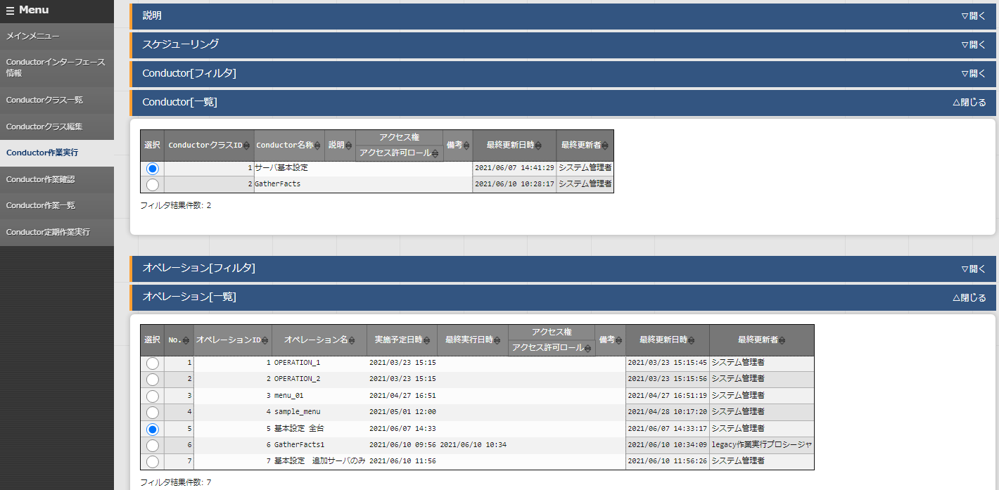 Menu
メインメニュー
Conductorインターフェース
情報
Conductorクラス一覧
Conductorクラス編集
Conductor作業実行
Conductor作業確認
Conductor作業一覧
Conductor定期作業実行
説明 ▽開く
スケジューリング ▽開く
Conductor[フィルタ] ▽開く
Conductor[一覧] △閉じる
選択 ConductorクラスID Conductor名称 説明 アクセス権 備考 最終更新日時 最終更新者
アクセス許可ロール
1 サーバ基本設定 2021/06/07 14:41:29 システム管理者
2 GatherFacts 2021/06/10 10:28:17 システム管理者
フィルタ結果件数: 2
オペレーション[フィルタ] ▽開く
オペレーション[一覧] △閉じる
選択 No. オペレーションID オペレーション名 実施予定日時 最終実行日時 アクセス権 備考 最終更新日時 最終更新者
アクセス許可ロール
1 1 OPERATION_1 2021/03/23 15:15 2021/03/23 15:15:45 システム管理者
2 2 OPERATION_2 2021/03/23 15:15 2021/03/23 15:15:56 システム管理者
3 3 menu_01 2021/04/27 16:51 2021/04/27 16:51:19 システム管理者
4 4 sample_menu 2021/05/01 12:00 2021/04/28 10:17:20 システム管理者
5 5 基本設定 全台 2021/06/07 14:33 2021/06/07 14:33:17 システム管理者
6 6 GatherFacts1 2021/06/10 09:56 2021/06/10 10:34 2021/06/10 10:34:09 legacy作業実行プロシージャ
7 7 基本設定　追加サーバのみ 2021/06/10 11:56 2021/06/10 11:56:26 システム管理者
フィルタ結果件数: 7